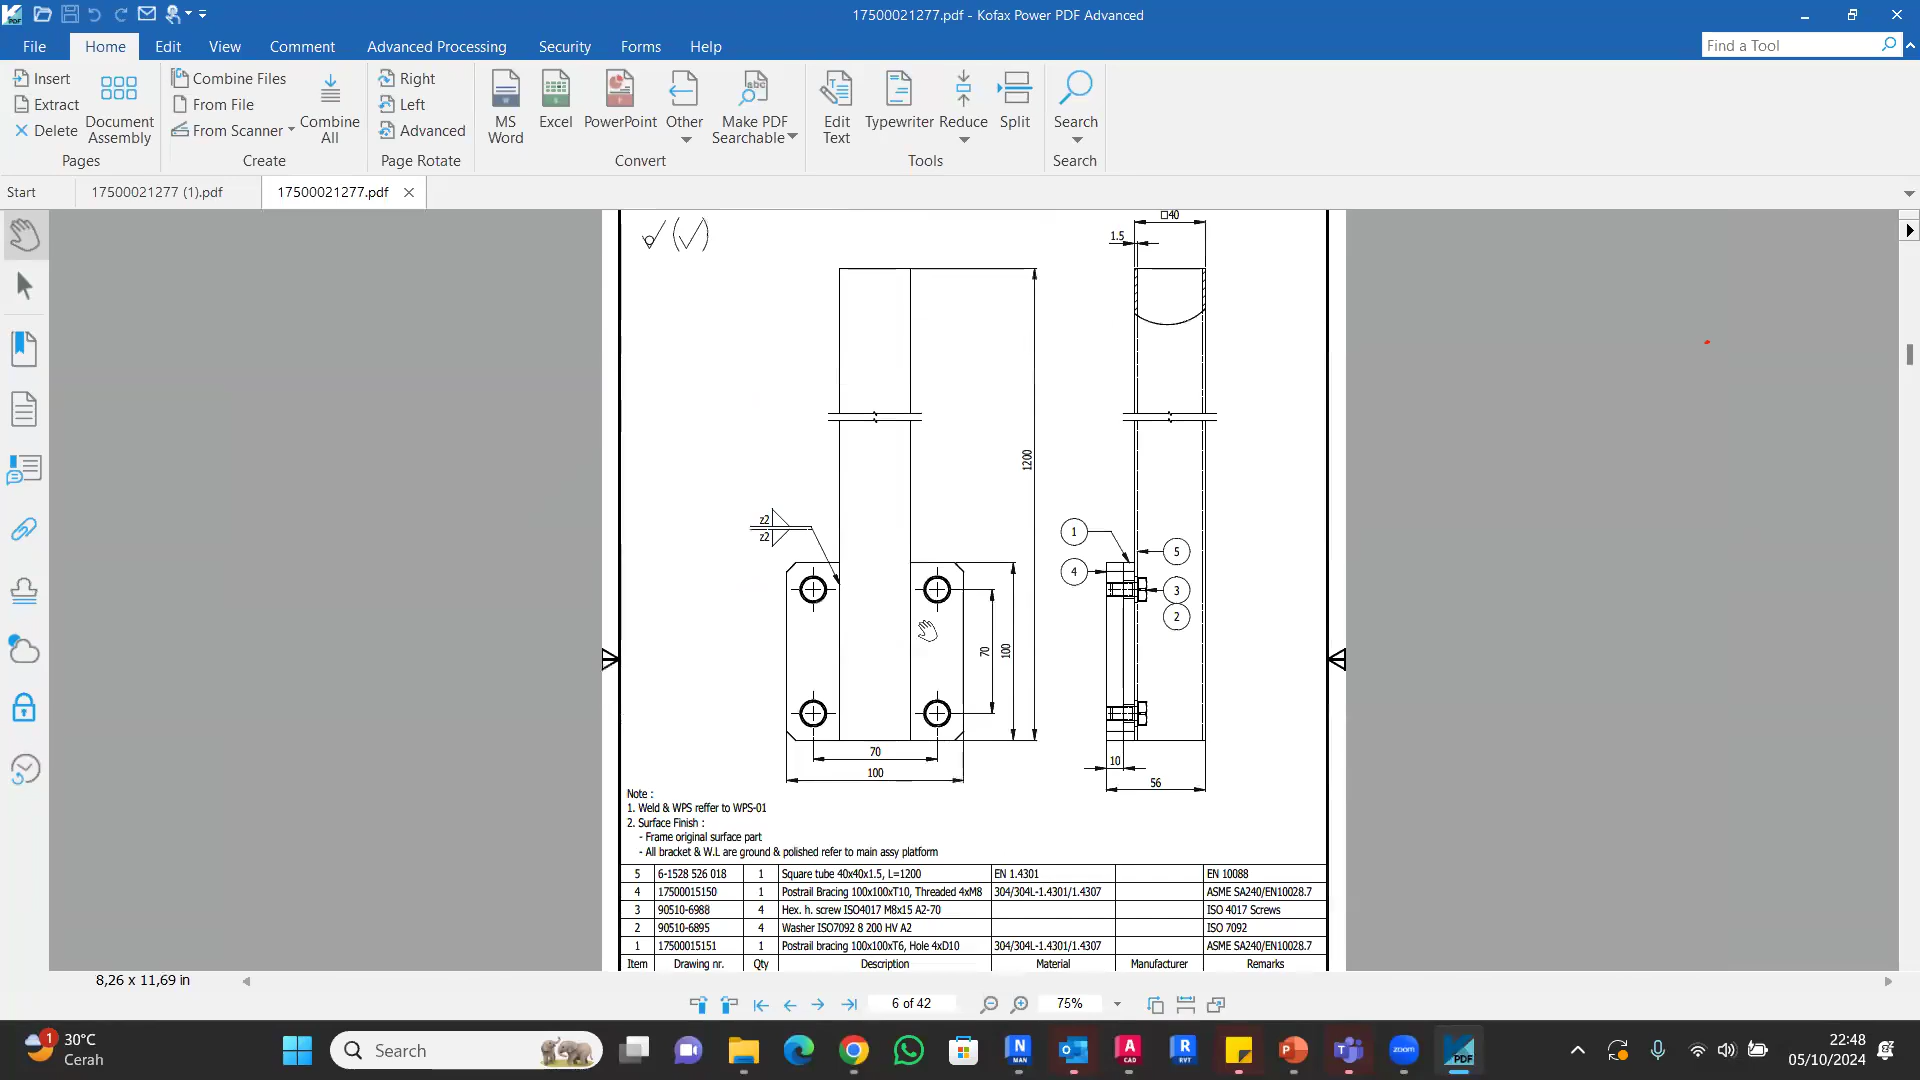 17500021277.pdf - Kofax Power PDF Advanced
File Home Edit View Comment Advanced Processing Security Forms Help
Find a Tool
Insert
Extract
Delete
Document Assembly
Pages
Combine Files
From File
From Scanner
Combine All
Create
Right
Left
Advanced
Page Rotate
MS Word
Excel
PowerPoint
Other
Make PDF Searchable
Convert
Edit Text
Typewriter
Reduce
Split
Tools
Search
Search
Start
17500021277 (1).pdf
17500021277.pdf
□40
1.5
1200
z2
z2
1
5
4
3
2
70
100
70
100
10
56
Note :
1. Weld & WPS reffer to WPS-01
2. Surface Finish :
- Frame original surface part
- All bracket & W.L are ground & polished refer to main assy platform
5 6-1528 526 018 1 Square tube 40x40x1.5, L=1200 EN 1.4301 EN 10088
4 17500015150 1 Postrail Bracing 100x100xT10, Threaded 4xM8 304/304L-1.4301/1.4307 ASME SA240/EN10028.7
3 90510-6988 4 Hex. h. screw ISO4017 M8x15 A2-70 ISO 4017 Screws
2 90510-6895 4 Washer ISO7092 8 200 HV A2 ISO 7092
1 17500015151 1 Postrail bracing 100x100xT6, Hole 4xD10 304/304L-1.4301/1.4307 ASME SA240/EN10028.7
Item Drawing nr. Qty Description Material Manufacturer Remarks
8,26 x 11,69 in
6 of 42
75%
1
30°C
Cerah
Search
N
MAN
A
CAD
R
RVT
P
T
zoom
PDF
22:48
05/10/2024